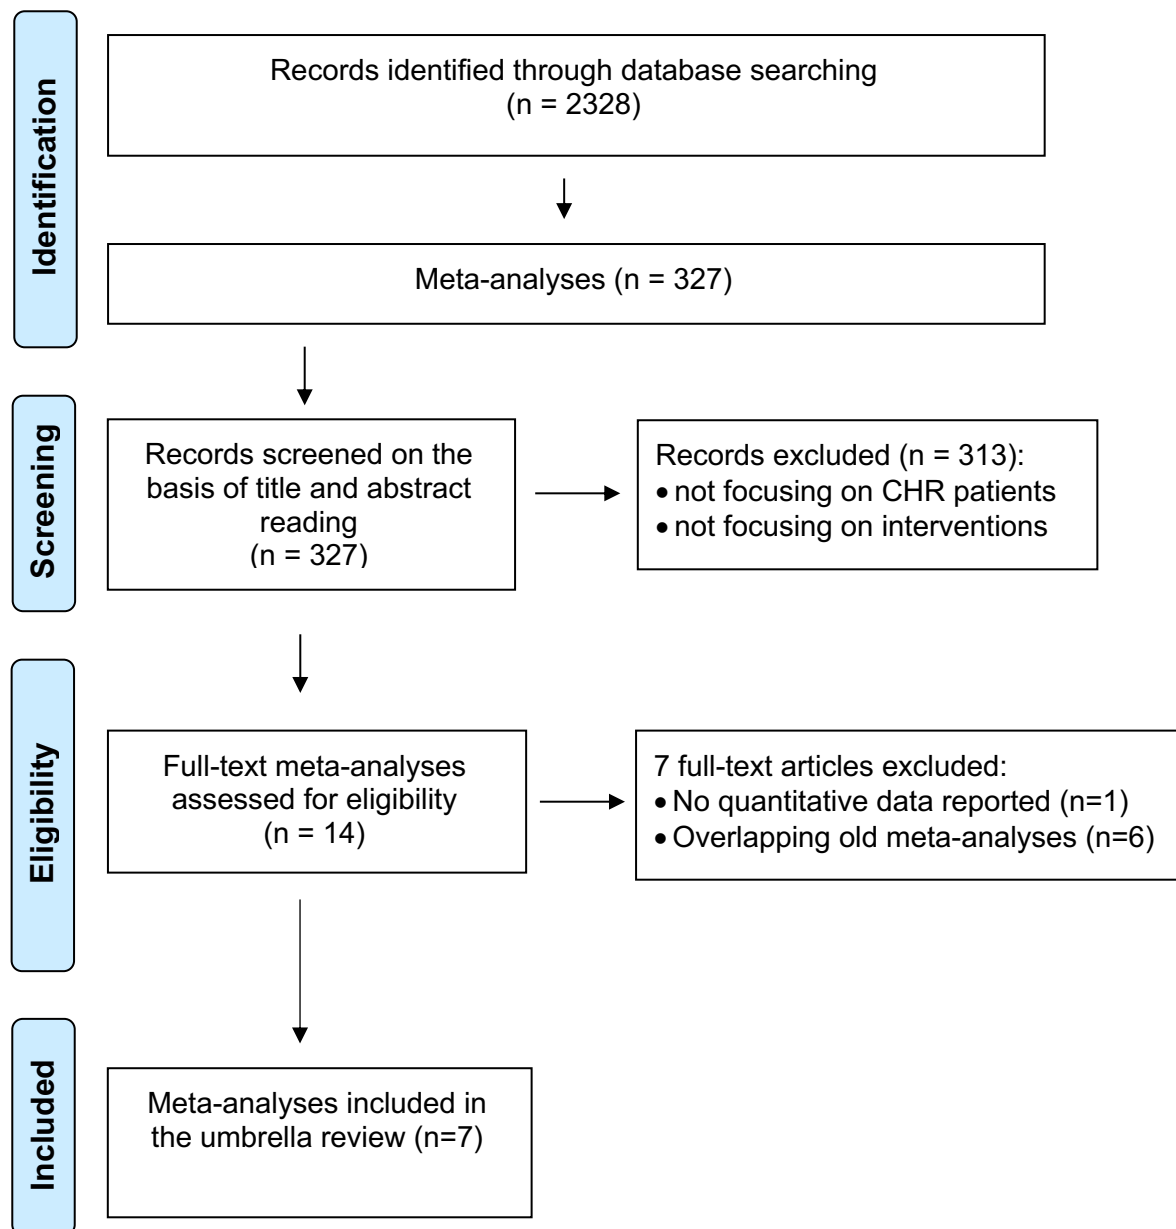 Identification
Records identified through database searching
(n = 2328)
Meta-analyses (n = 327)
Screening
Records screened on the
basis of title and abstract
reading
(n = 327)
Records excluded (n = 313):
• not focusing on CHR patients
• not focusing on interventions
Eligibility
Full-text meta-analyses
assessed for eligibility
(n = 14)
7 full-text articles excluded:
• No quantitative data reported (n=1)
• Overlapping old meta-analyses (n=6)
Included
Meta-analyses included in
the umbrella review (n=7)